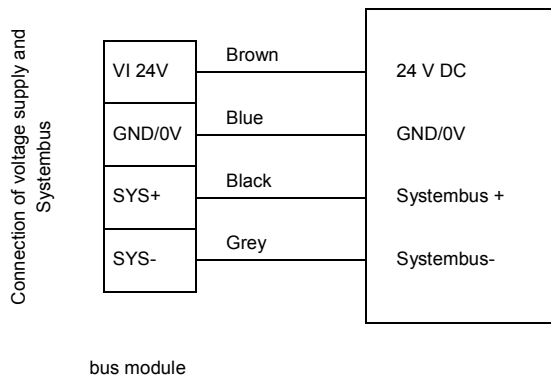 Connection of voltage supply and
Systembus
VI 24V
Brown
24 V DC
GND/0V
Blue
GND/0V
SYS+
Black
Systembus +
SYS-
Grey
Systembus-
bus module